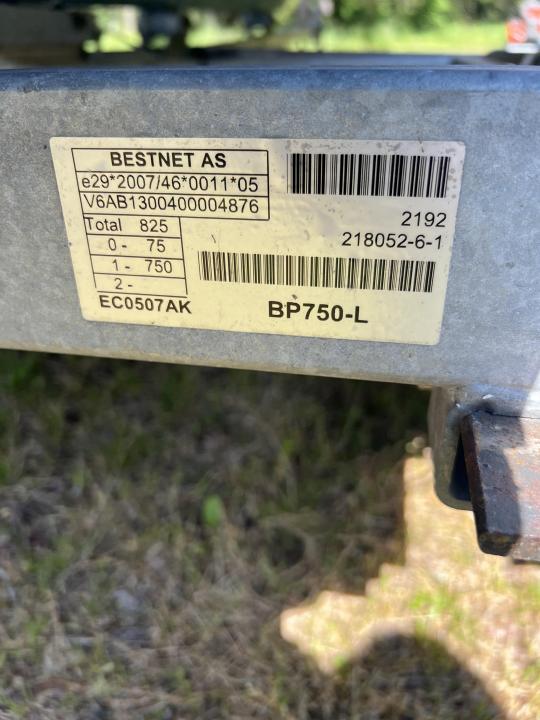 BESTNET AS
e29*2007/46*0011*05
V6AB1300400004876
Total 825
0 - 75
1 - 750
2 -
EC0507AK
2192
218052-6-1
BP750-L